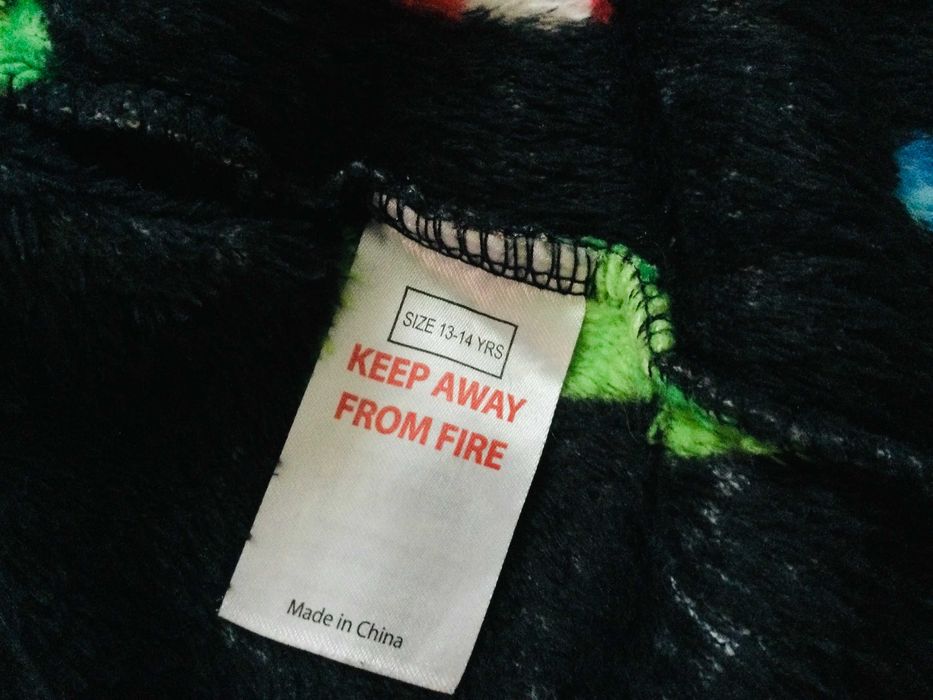 SIZE 13-14 YRS
KEEP AWAY
FROM FIRE
Made in China